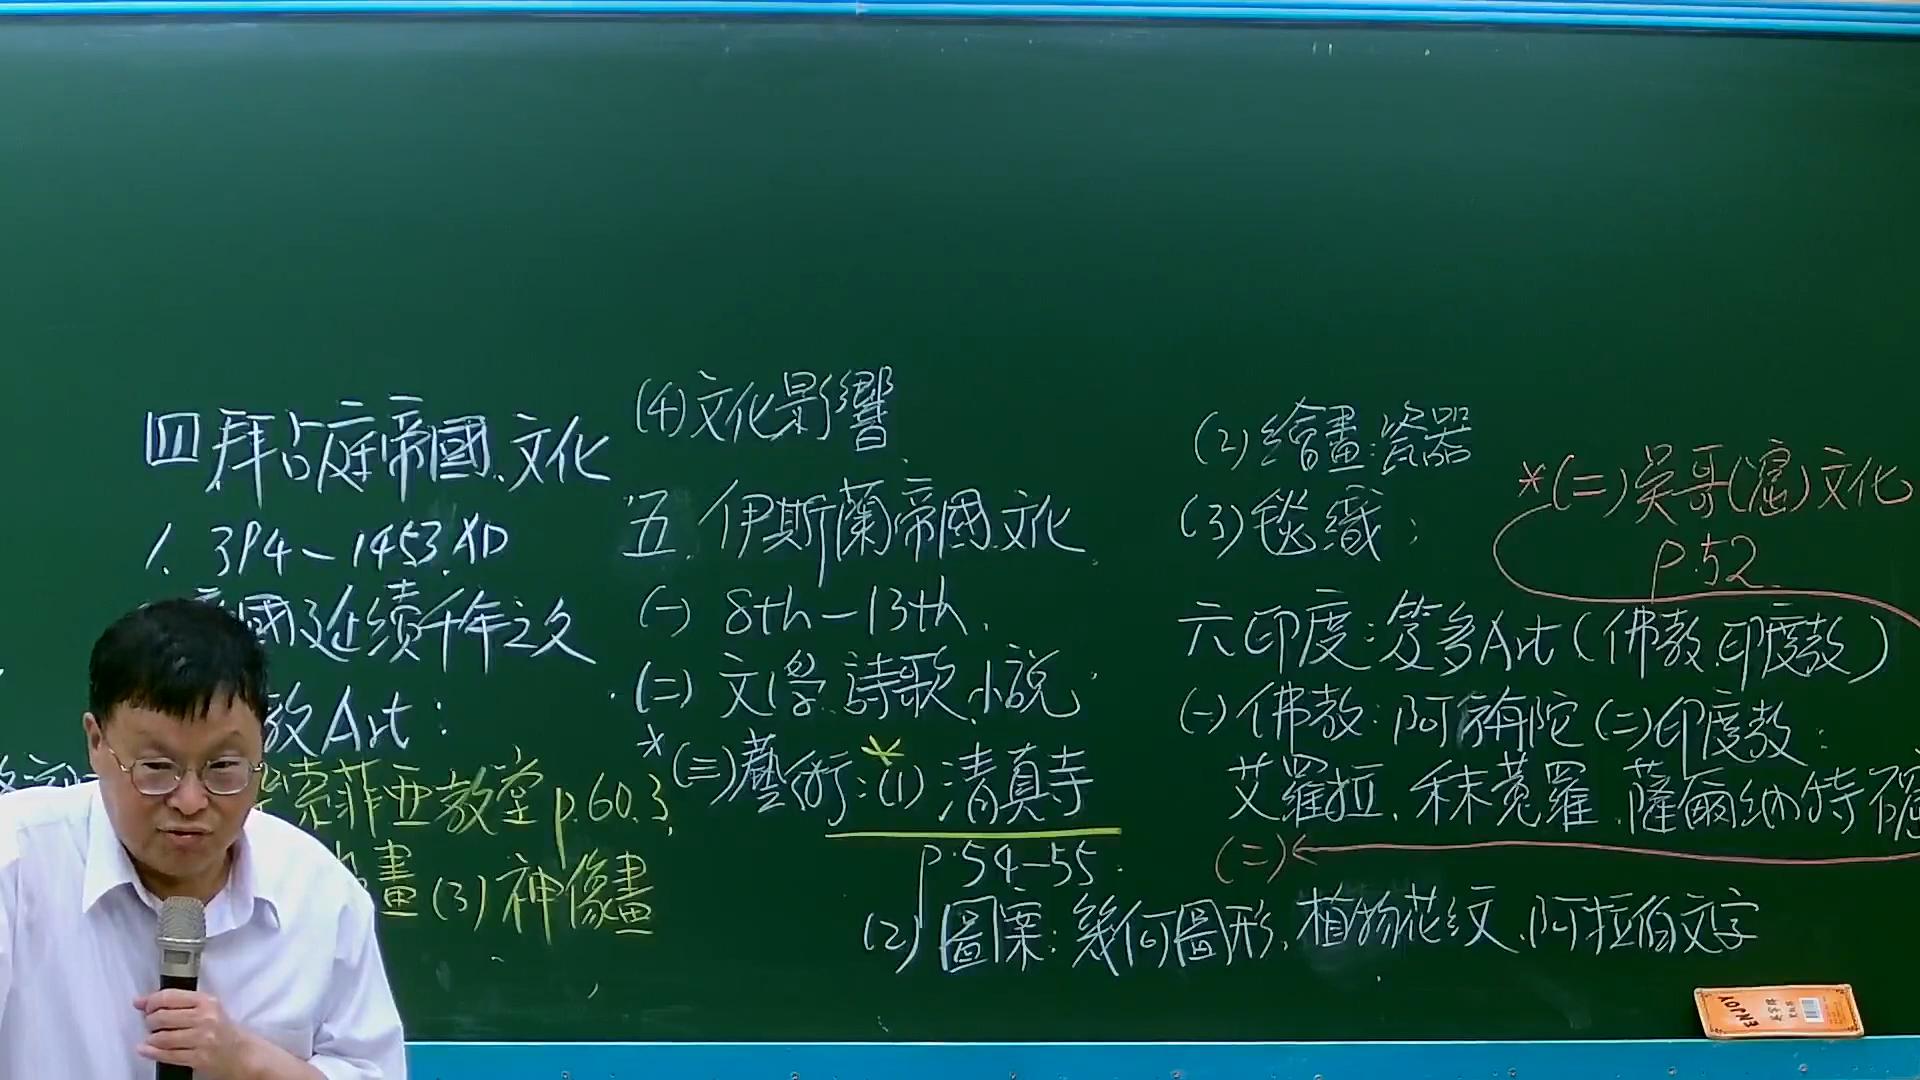 四 拜占庭帝國文化
1. 394-1453 AD
國延續千年之久
教Art:
索菲亞教堂 p.60.3
畫 (3) 神像畫
(4) 文化影響
五. 伊斯蘭帝國文化
(一) 8th-13th.
(二) 文學 詩歌 小說
*(三) 藝術: *(1) 清真寺
p.54-55
(2) 圖案: 幾何圖形, 植物花紋, 阿拉伯文字
(2) 繪畫: 瓷器
(3) 毯織:
*(二) 吳哥(窟)文化
p.52
六 印度: 笈多Art (佛教 印度教)
(一) 佛教: 阿旃陀 (二) 印度教:
艾羅拉, 秣菟羅, 薩爾納特
(二)
ENJOY